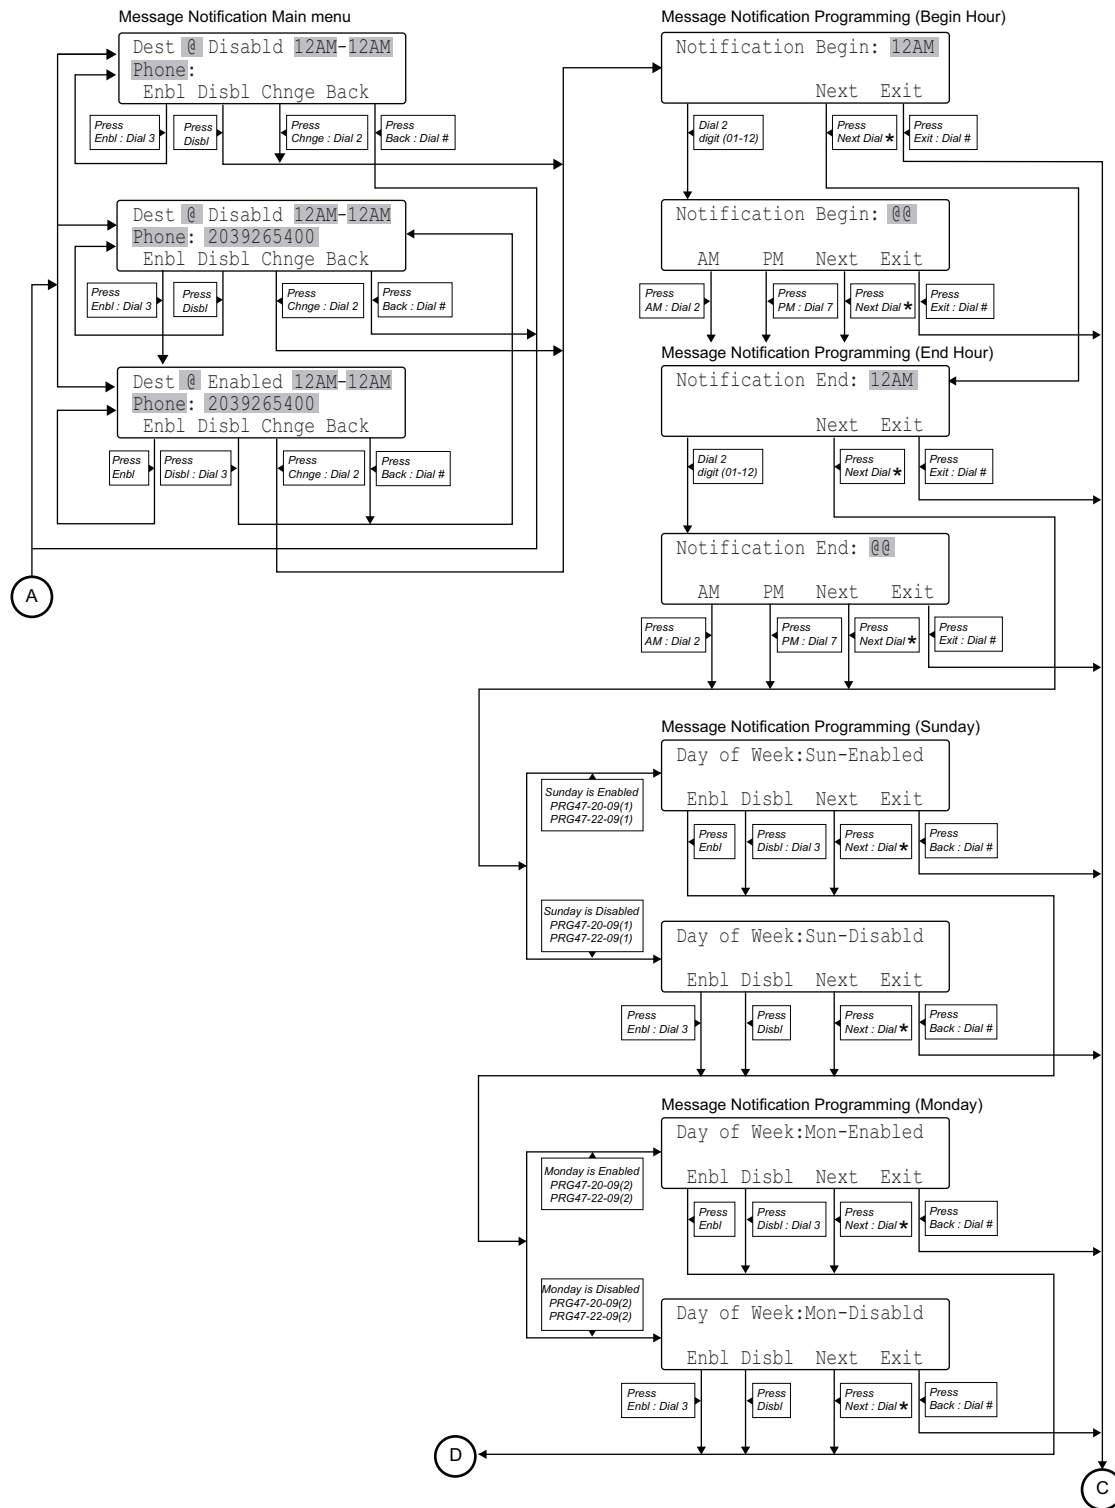 Message Notification Main menu
Dest @ Disabld 12AM-12AM
Phone:
Enbl Disbl Chnge Back
Press
Enbl : Dial 3
Press
Disbl
Press
Chnge : Dial 2
Press
Back : Dial #
Dest @ Disabld 12AM-12AM
Phone: 2039265400
Enbl Disbl Chnge Back
Press
Enbl : Dial 3
Press
Disbl
Press
Chnge : Dial 2
Press
Back : Dial #
Dest @ Enabled 12AM-12AM
Phone: 2039265400
Enbl Disbl Chnge Back
Press
Enbl
Press
Disbl : Dial 3
Press
Chnge : Dial 2
Press
Back : Dial #
A
Message Notification Programming (Begin Hour)
Notification Begin: 12AM
Next Exit
Dial 2
digit (01-12)
Press
Next Dial *
Press
Exit : Dial #
Notification Begin: @@
AM PM Next Exit
Press
AM : Dial 2
Press
PM : Dial 7
Press
Next Dial *
Press
Exit : Dial #
Message Notification Programming (End Hour)
Notification End: 12AM
Next Exit
Dial 2
digit (01-12)
Press
Next Dial *
Press
Exit : Dial #
Notification End: @@
AM PM Next Exit
Press
AM : Dial 2
Press
PM : Dial 7
Press
Next Dial *
Press
Exit : Dial #
Message Notification Programming (Sunday)
Day of Week:Sun-Enabled
Enbl Disbl Next Exit
Sunday is Enabled
PRG47-20-09(1)
PRG47-22-09(1)
Press
Enbl
Press
Disbl : Dial 3
Press
Next : Dial *
Press
Back : Dial #
Sunday is Disabled
PRG47-20-09(1)
PRG47-22-09(1)
Day of Week:Sun-Disabld
Enbl Disbl Next Exit
Press
Enbl : Dial 3
Press
Disbl
Press
Next : Dial *
Press
Back : Dial #
Message Notification Programming (Monday)
Day of Week:Mon-Enabled
Enbl Disbl Next Exit
Monday is Enabled
PRG47-20-09(2)
PRG47-22-09(2)
Press
Enbl
Press
Disbl : Dial 3
Press
Next : Dial *
Press
Back : Dial #
Monday is Disabled
PRG47-20-09(2)
PRG47-22-09(2)
Day of Week:Mon-Disabld
Enbl Disbl Next Exit
Press
Enbl : Dial 3
Press
Disbl
Press
Next : Dial *
Press
Back : Dial #
D
C